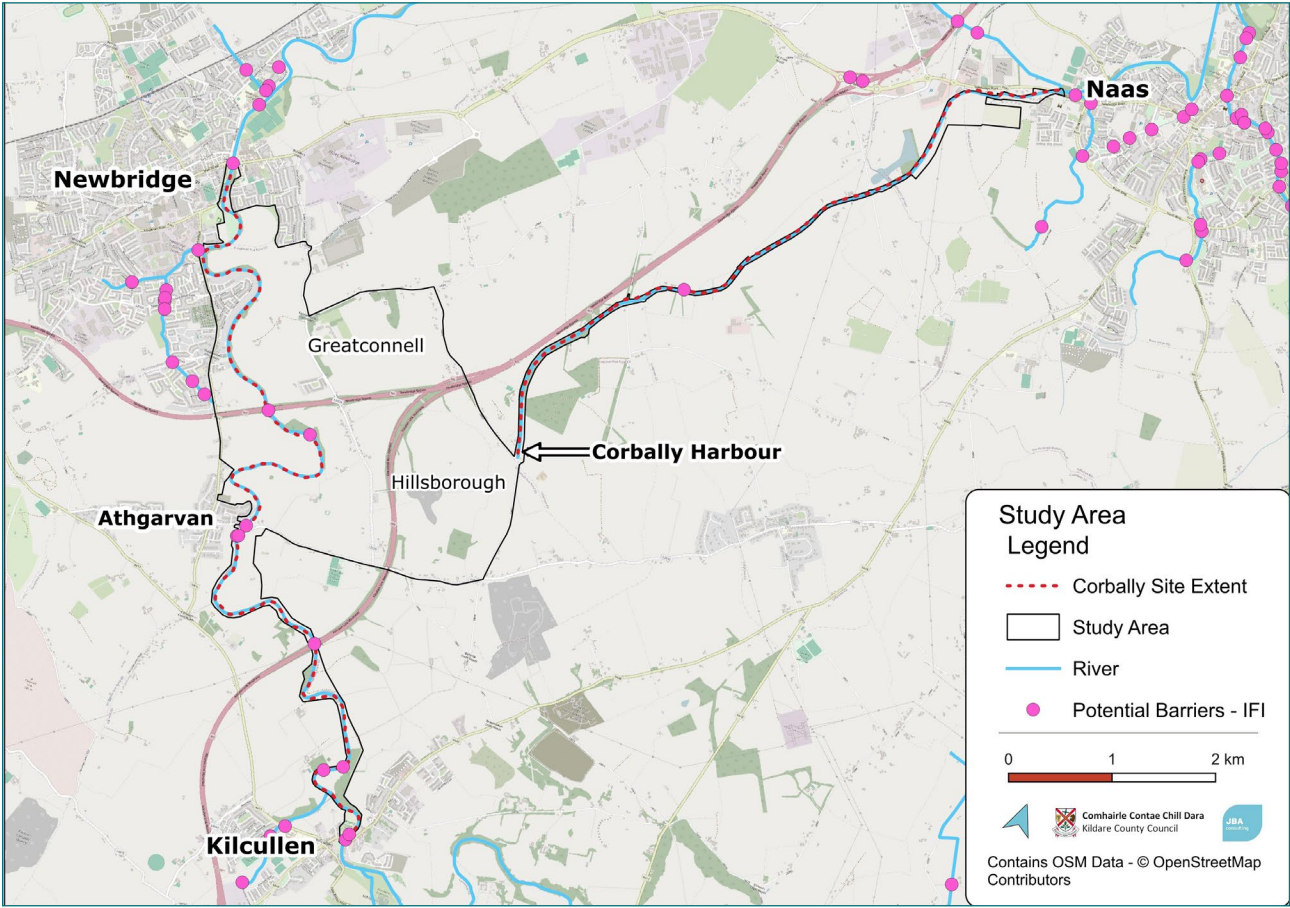 Naas
Newbridge
Greatconnell
Corbally Harbour
Hillsborough
Athgarvan
Kilcullen
Study Area
Legend
Corbally Site Extent
Study Area
River
Potential Barriers - IFI
0 1 2 km
Comhairle Contae Chill Dara
Kildare County Council
JBA
consulting
Contains OSM Data - © OpenStreetMap
Contributors